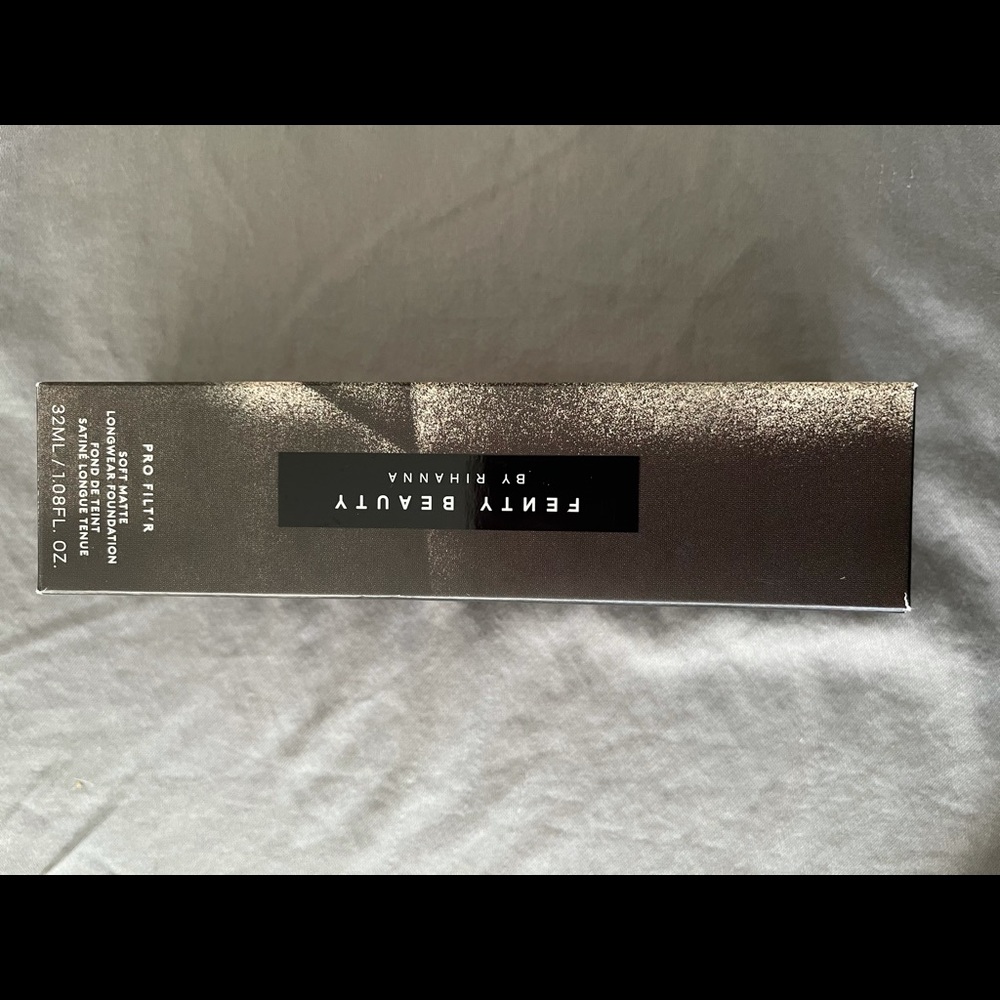 FENTY BEAUTY
BY RIHANNA
PRO FILT'R
SOFT MATTE
LONGWEAR FOUNDATION
FOND DE TEINT
SATINÉ LONGUE TENUE
32ML / 1.08FL. OZ.